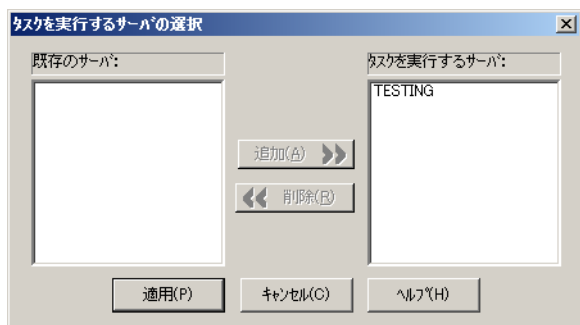 ﾀｽｸを実行するサーバの選択
既存のサーバ:
ﾀｽｸを実行するサーバ:
TESTING
追加(A)
削除(R)
適用(P)
ｷｬﾝｾﾙ(C)
ﾍﾙﾌﾟ(H)